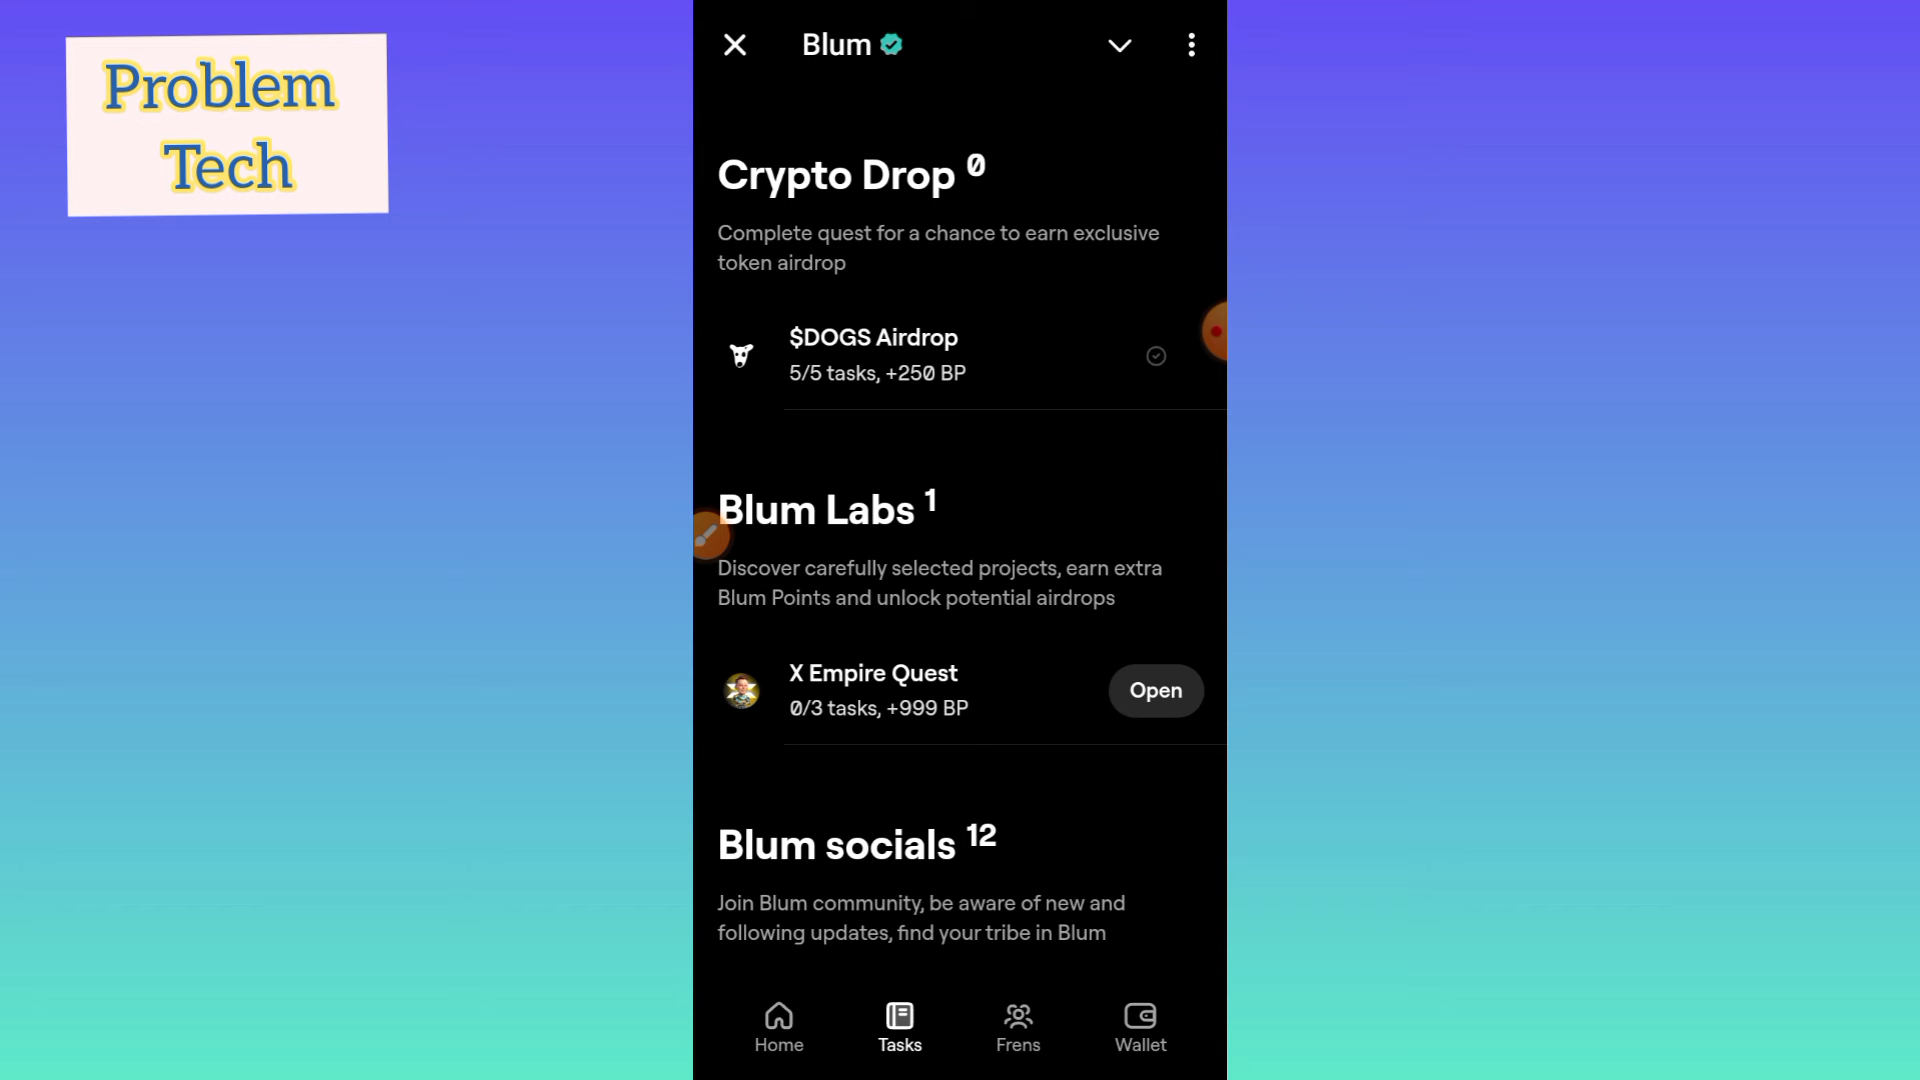 Problem
Tech
Blum
Crypto Drop 0
Complete quest for a chance to earn exclusive
token airdrop
$DOGS Airdrop
5/5 tasks, +250 BP
Blum Labs 1
Discover carefully selected projects, earn extra
Blum Points and unlock potential airdrops
X Empire Quest
0/3 tasks, +999 BP
Open
Blum socials 12
Join Blum community, be aware of new and
following updates, find your tribe in Blum
Home
Tasks
Frens
Wallet